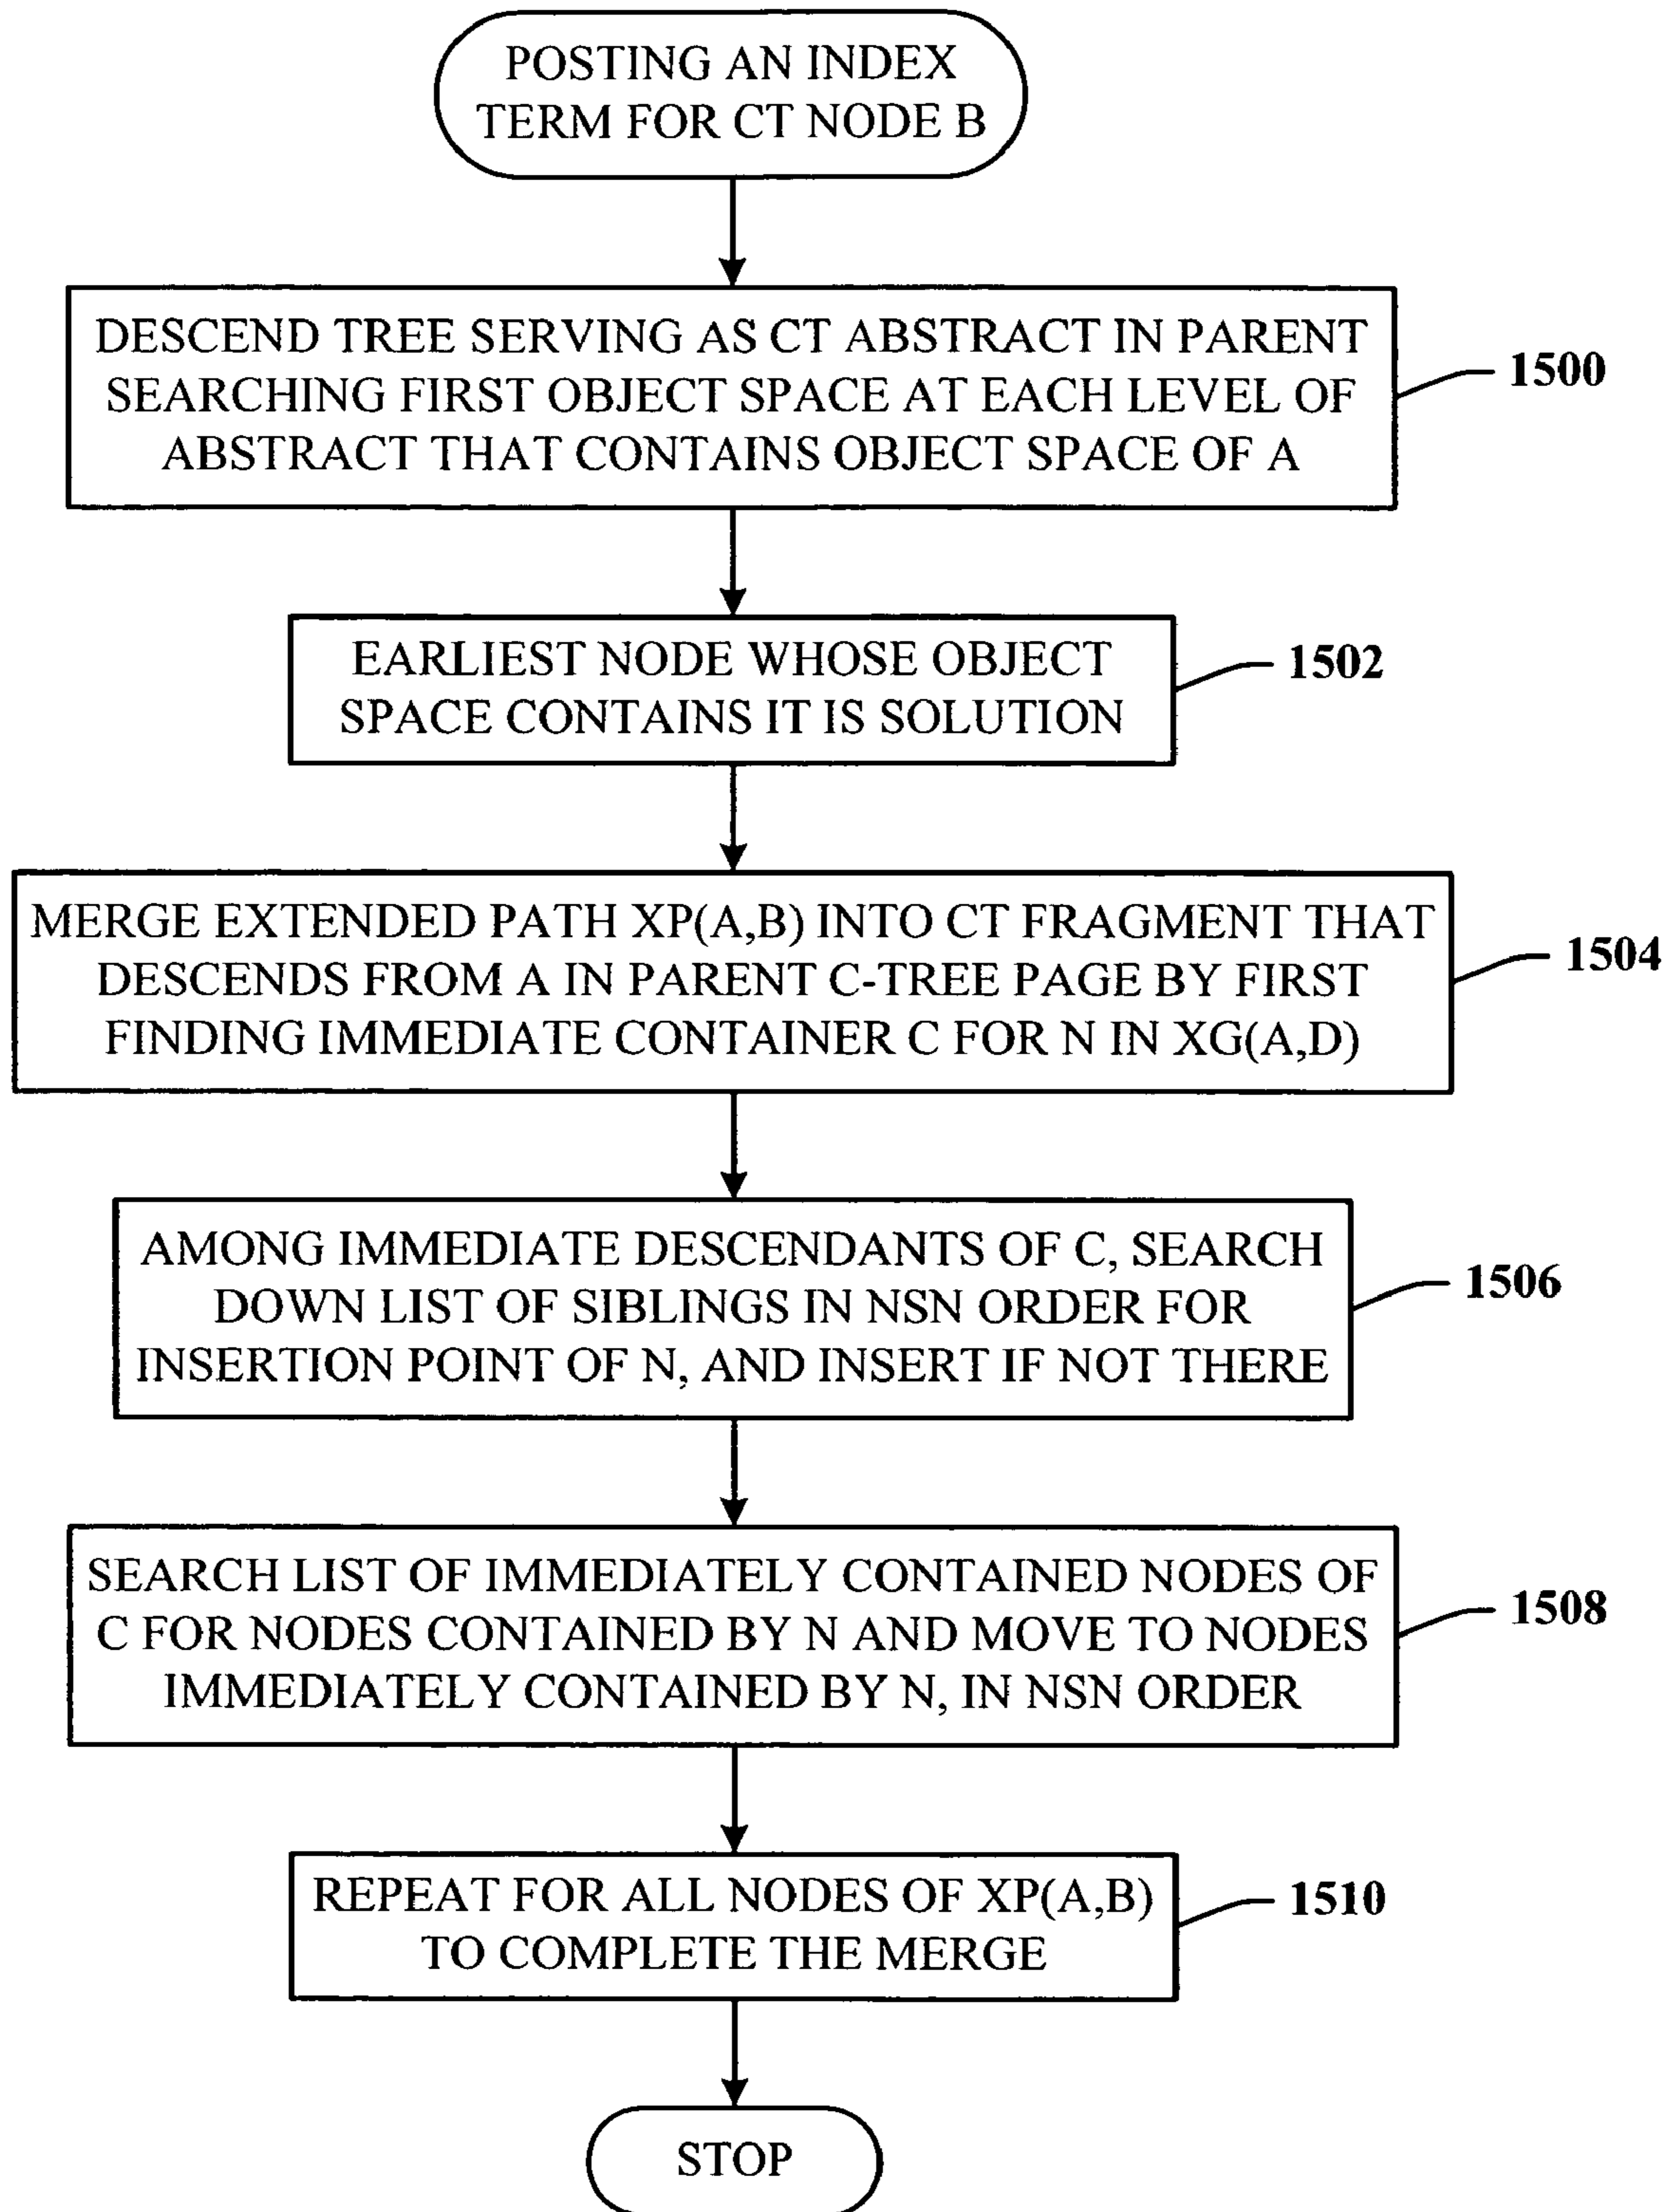 POSTING AN INDEX
TERM FOR CT NODE B
DESCEND TREE SERVING AS CT ABSTRACT IN PARENT
SEARCHING FIRST OBJECT SPACE AT EACH LEVEL OF
ABSTRACT THAT CONTAINS OBJECT SPACE OF A
1500
EARLIEST NODE WHOSE OBJECT
SPACE CONTAINS IT IS SOLUTION
1502
MERGE EXTENDED PATH XP(A,B) INTO CT FRAGMENT THAT
DESCENDS FROM A IN PARENT C-TREE PAGE BY FIRST
FINDING IMMEDIATE CONTAINER C FOR N IN XG(A,D)
1504
AMONG IMMEDIATE DESCENDANTS OF C, SEARCH
DOWN LIST OF SIBLINGS IN NSN ORDER FOR
INSERTION POINT OF N, AND INSERT IF NOT THERE
1506
SEARCH LIST OF IMMEDIATELY CONTAINED NODES OF
C FOR NODES CONTAINED BY N AND MOVE TO NODES
IMMEDIATELY CONTAINED BY N, IN NSN ORDER
1508
REPEAT FOR ALL NODES OF XP(A,B)
TO COMPLETE THE MERGE
1510
STOP